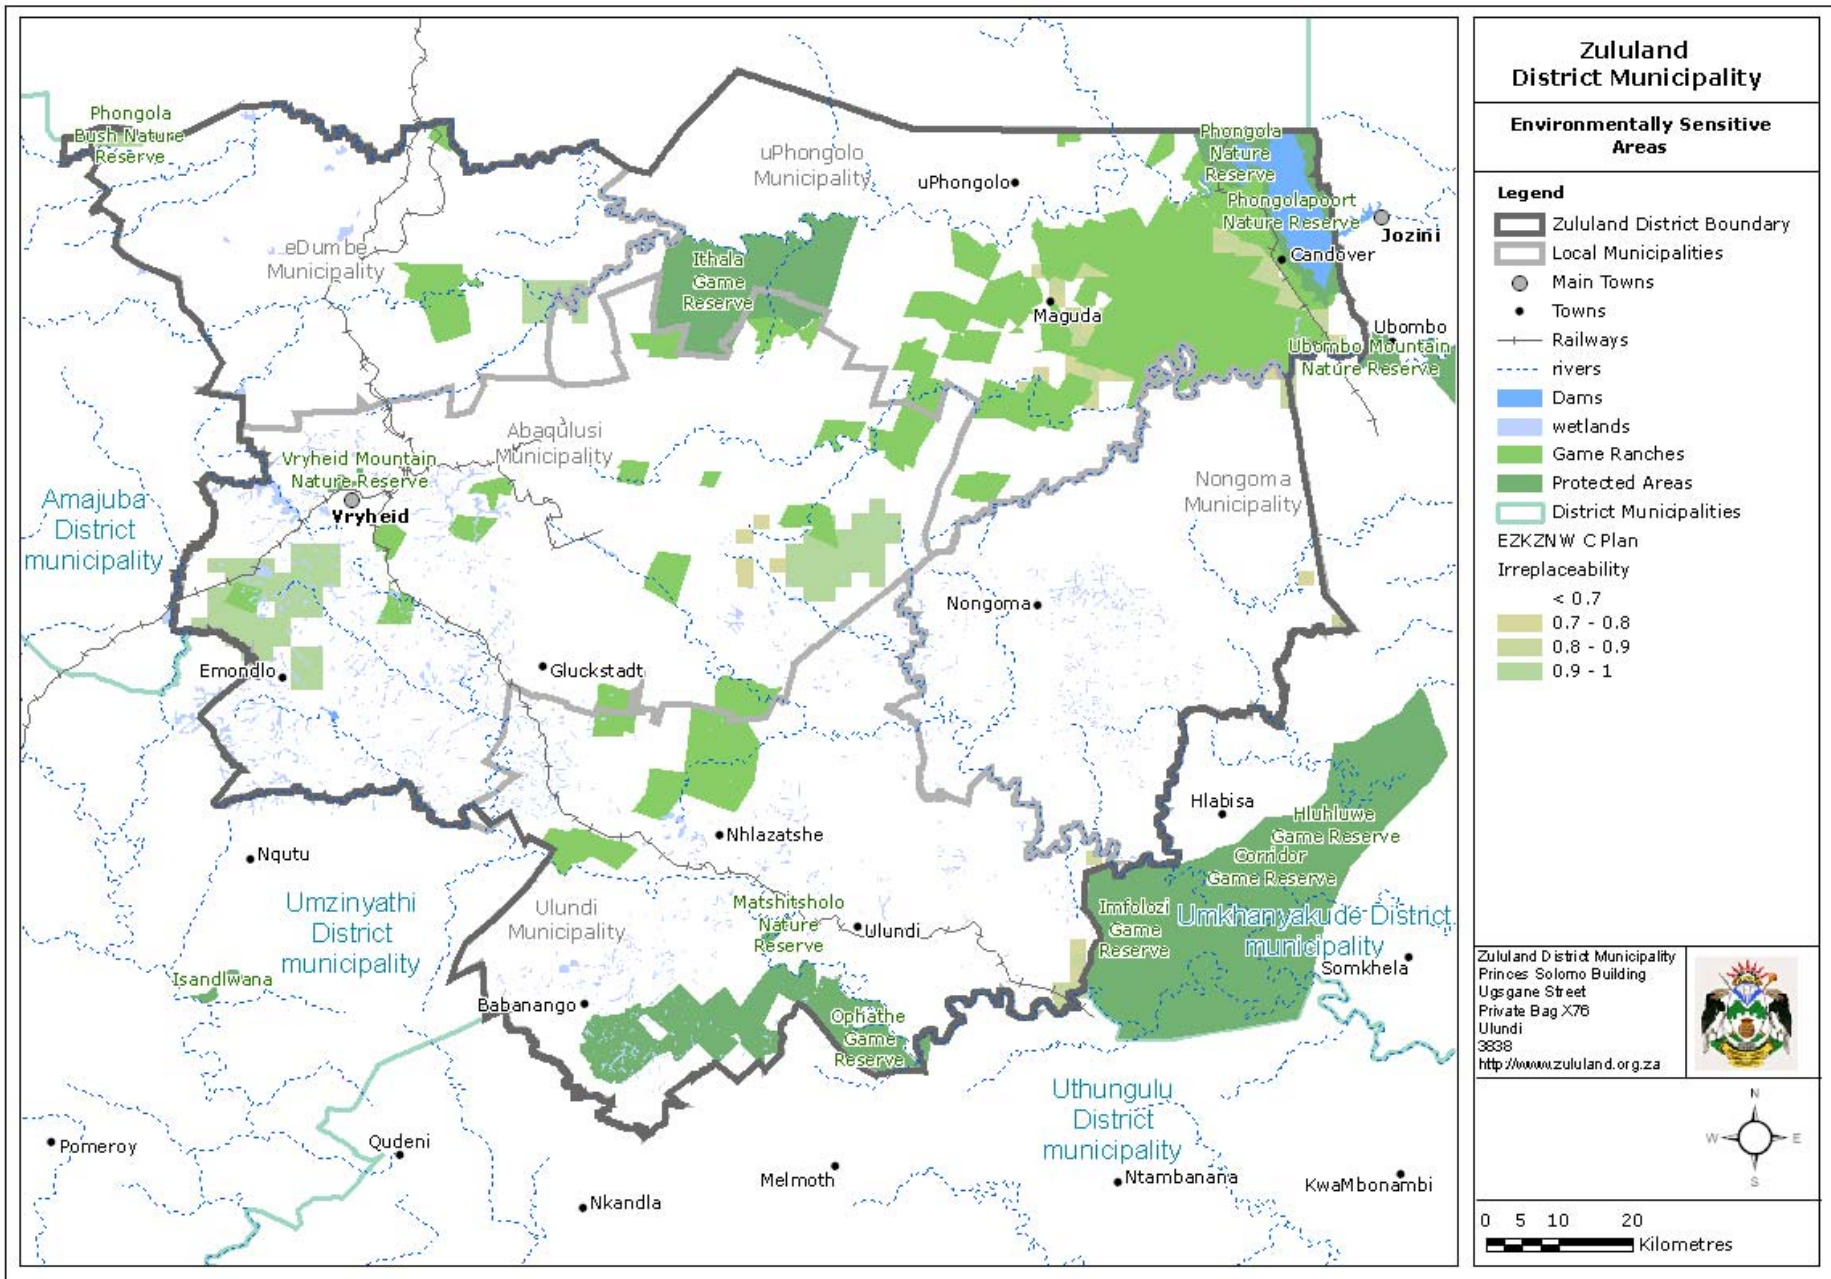 Phongola
Bush Nature
Reserve
uPhongolo
Municipality
uPhongolo
Phongola
Nature
Reserve
Phongolapoort
Nature Reserve
Jozini
Candover
eDumbe
Municipality
Ithala
Game
Reserve
Maguda
Ubombo
Ubombo Mountain
Nature Reserve
Abaqulusi
Municipality
Vryheid Mountain
Nature Reserve
Vryheid
Amajuba
District
municipality
Nongoma
Municipality
Nongoma
Emondlo
Gluckstadt
Hlabisa
Hluhluwe
Game Reserve
Corridor
Game Reserve
Nhlazatshe
Nqutu
Umzinyathi
District
municipality
Ulundi
Municipality
Matshitsholo
Nature
Reserve
Ulundi
Imfolozi
Game
Reserve
Umkhanyakude District
municipality
Somkhela
Isandlwana
Babanango
Ophathe
Game
Reserve
Uthungulu
District
municipality
Pomeroy
Qudeni
Melmoth
Nkandla
Ntambanana
KwaMbonambi
Zululand
District Municipality
Environmentally Sensitive
Areas
Legend
Zululand District Boundary
Local Municipalities
Main Towns
Towns
Railways
rivers
Dams
wetlands
Game Ranches
Protected Areas
District Municipalities
EZKZNW C Plan
Irreplaceability
< 0.7
0.7 - 0.8
0.8 - 0.9
0.9 - 1
Zululand District Municipality
Princes Solomo Building
Ugsgane Street
Private Bag X76
Ulundi
3838
http://www.zululand.org.za
N
W E
S
0 5 10 20
Kilometres